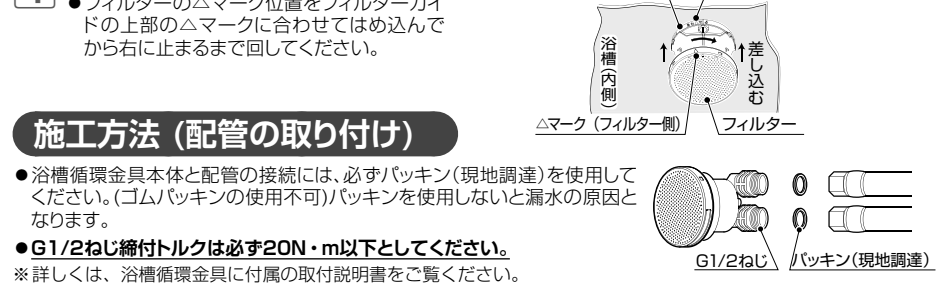 ●フィルターの△マーク位置をフィルターガイ
ドの上部の△マークに合わせてはめ込んで
から右に止まるまで回してください。
浴槽(内側)
差し込む
△マーク（フィルター側）
フィルター
施工方法 (配管の取り付け)
●浴槽循環金具本体と配管の接続には、必ずパッキン(現地調達)を使用して
ください。(ゴムパッキンの使用不可)パッキンを使用しないと漏水の原因と
なります。
●G1/2ねじ締付トルクは必ず20N・m以下としてください。
※詳しくは、浴槽循環金具に付属の取付説明書をご覧ください。
G1/2ねじ
パッキン(現地調達)